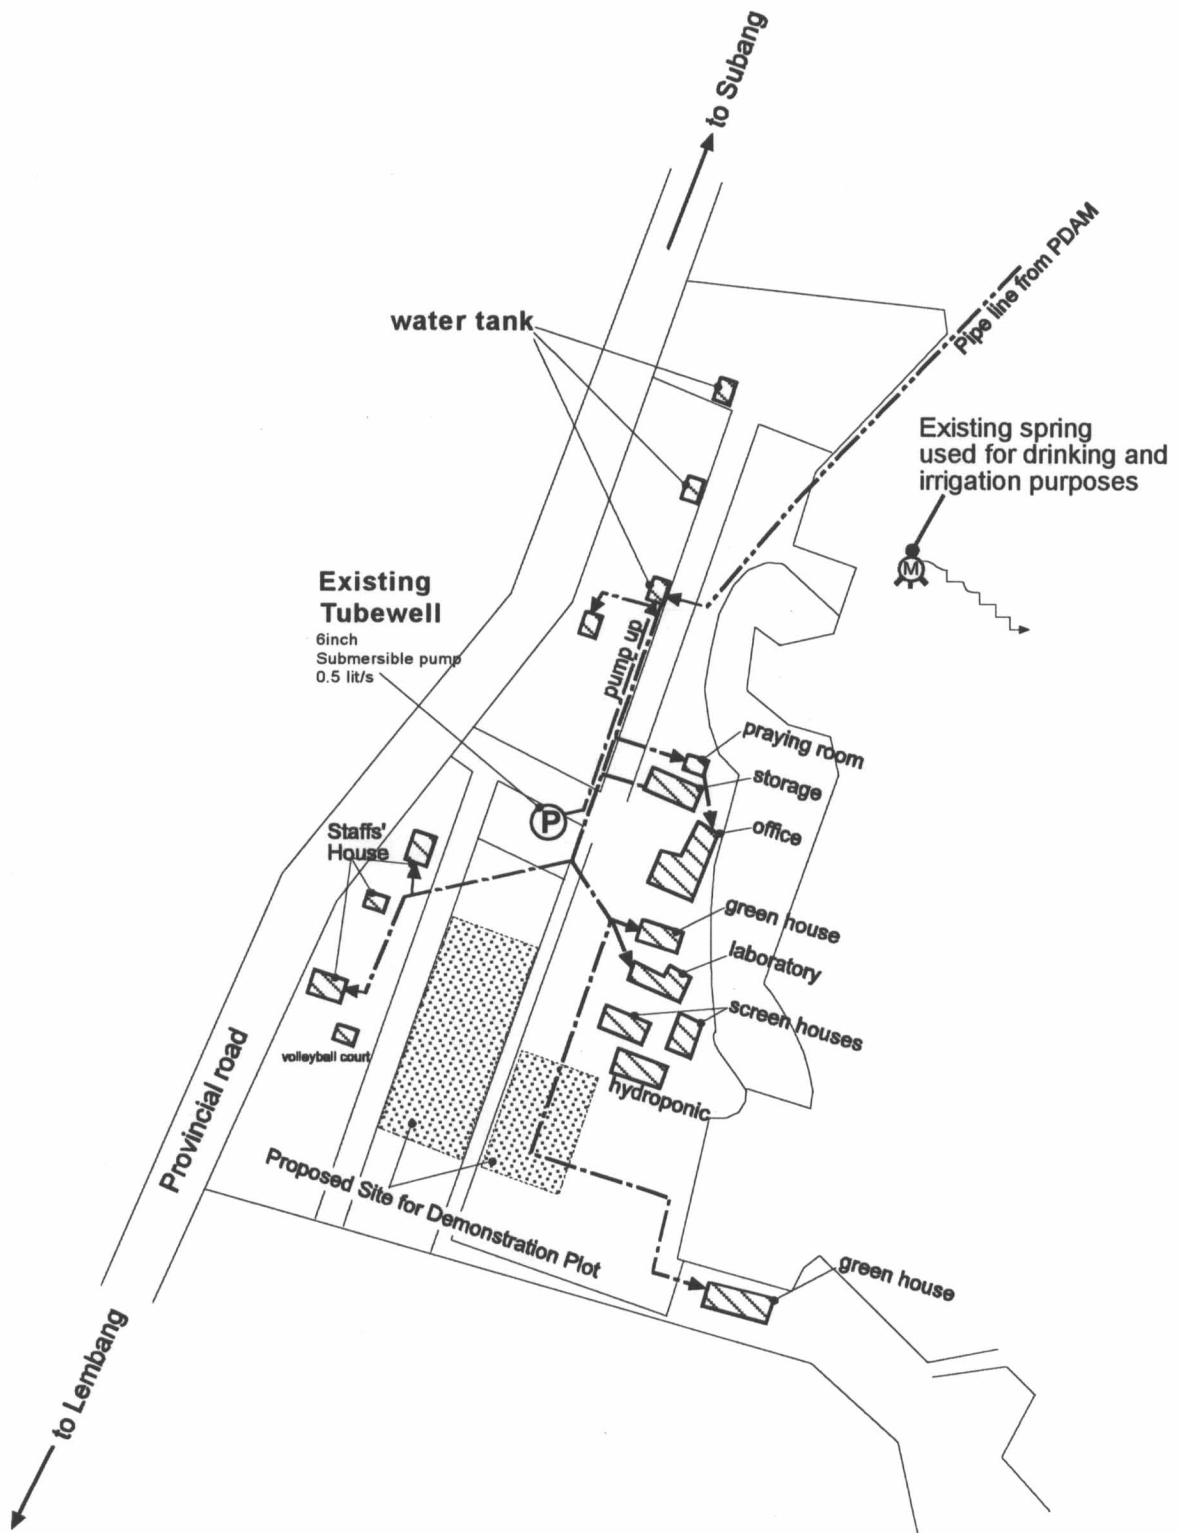 to Subang
Pipe line from PDAM
water tank
Existing spring
used for drinking and
irrigation purposes
Existing
Tubewell
6inch
Submersible pump
0.5 lit/s
pump up
praying room
storage
P
M
office
Staffs'
House
green house
laboratory
screen houses
volleyball court
hydroponic
Provincial road
Proposed Site for Demonstration Plot
green house
to Lembang